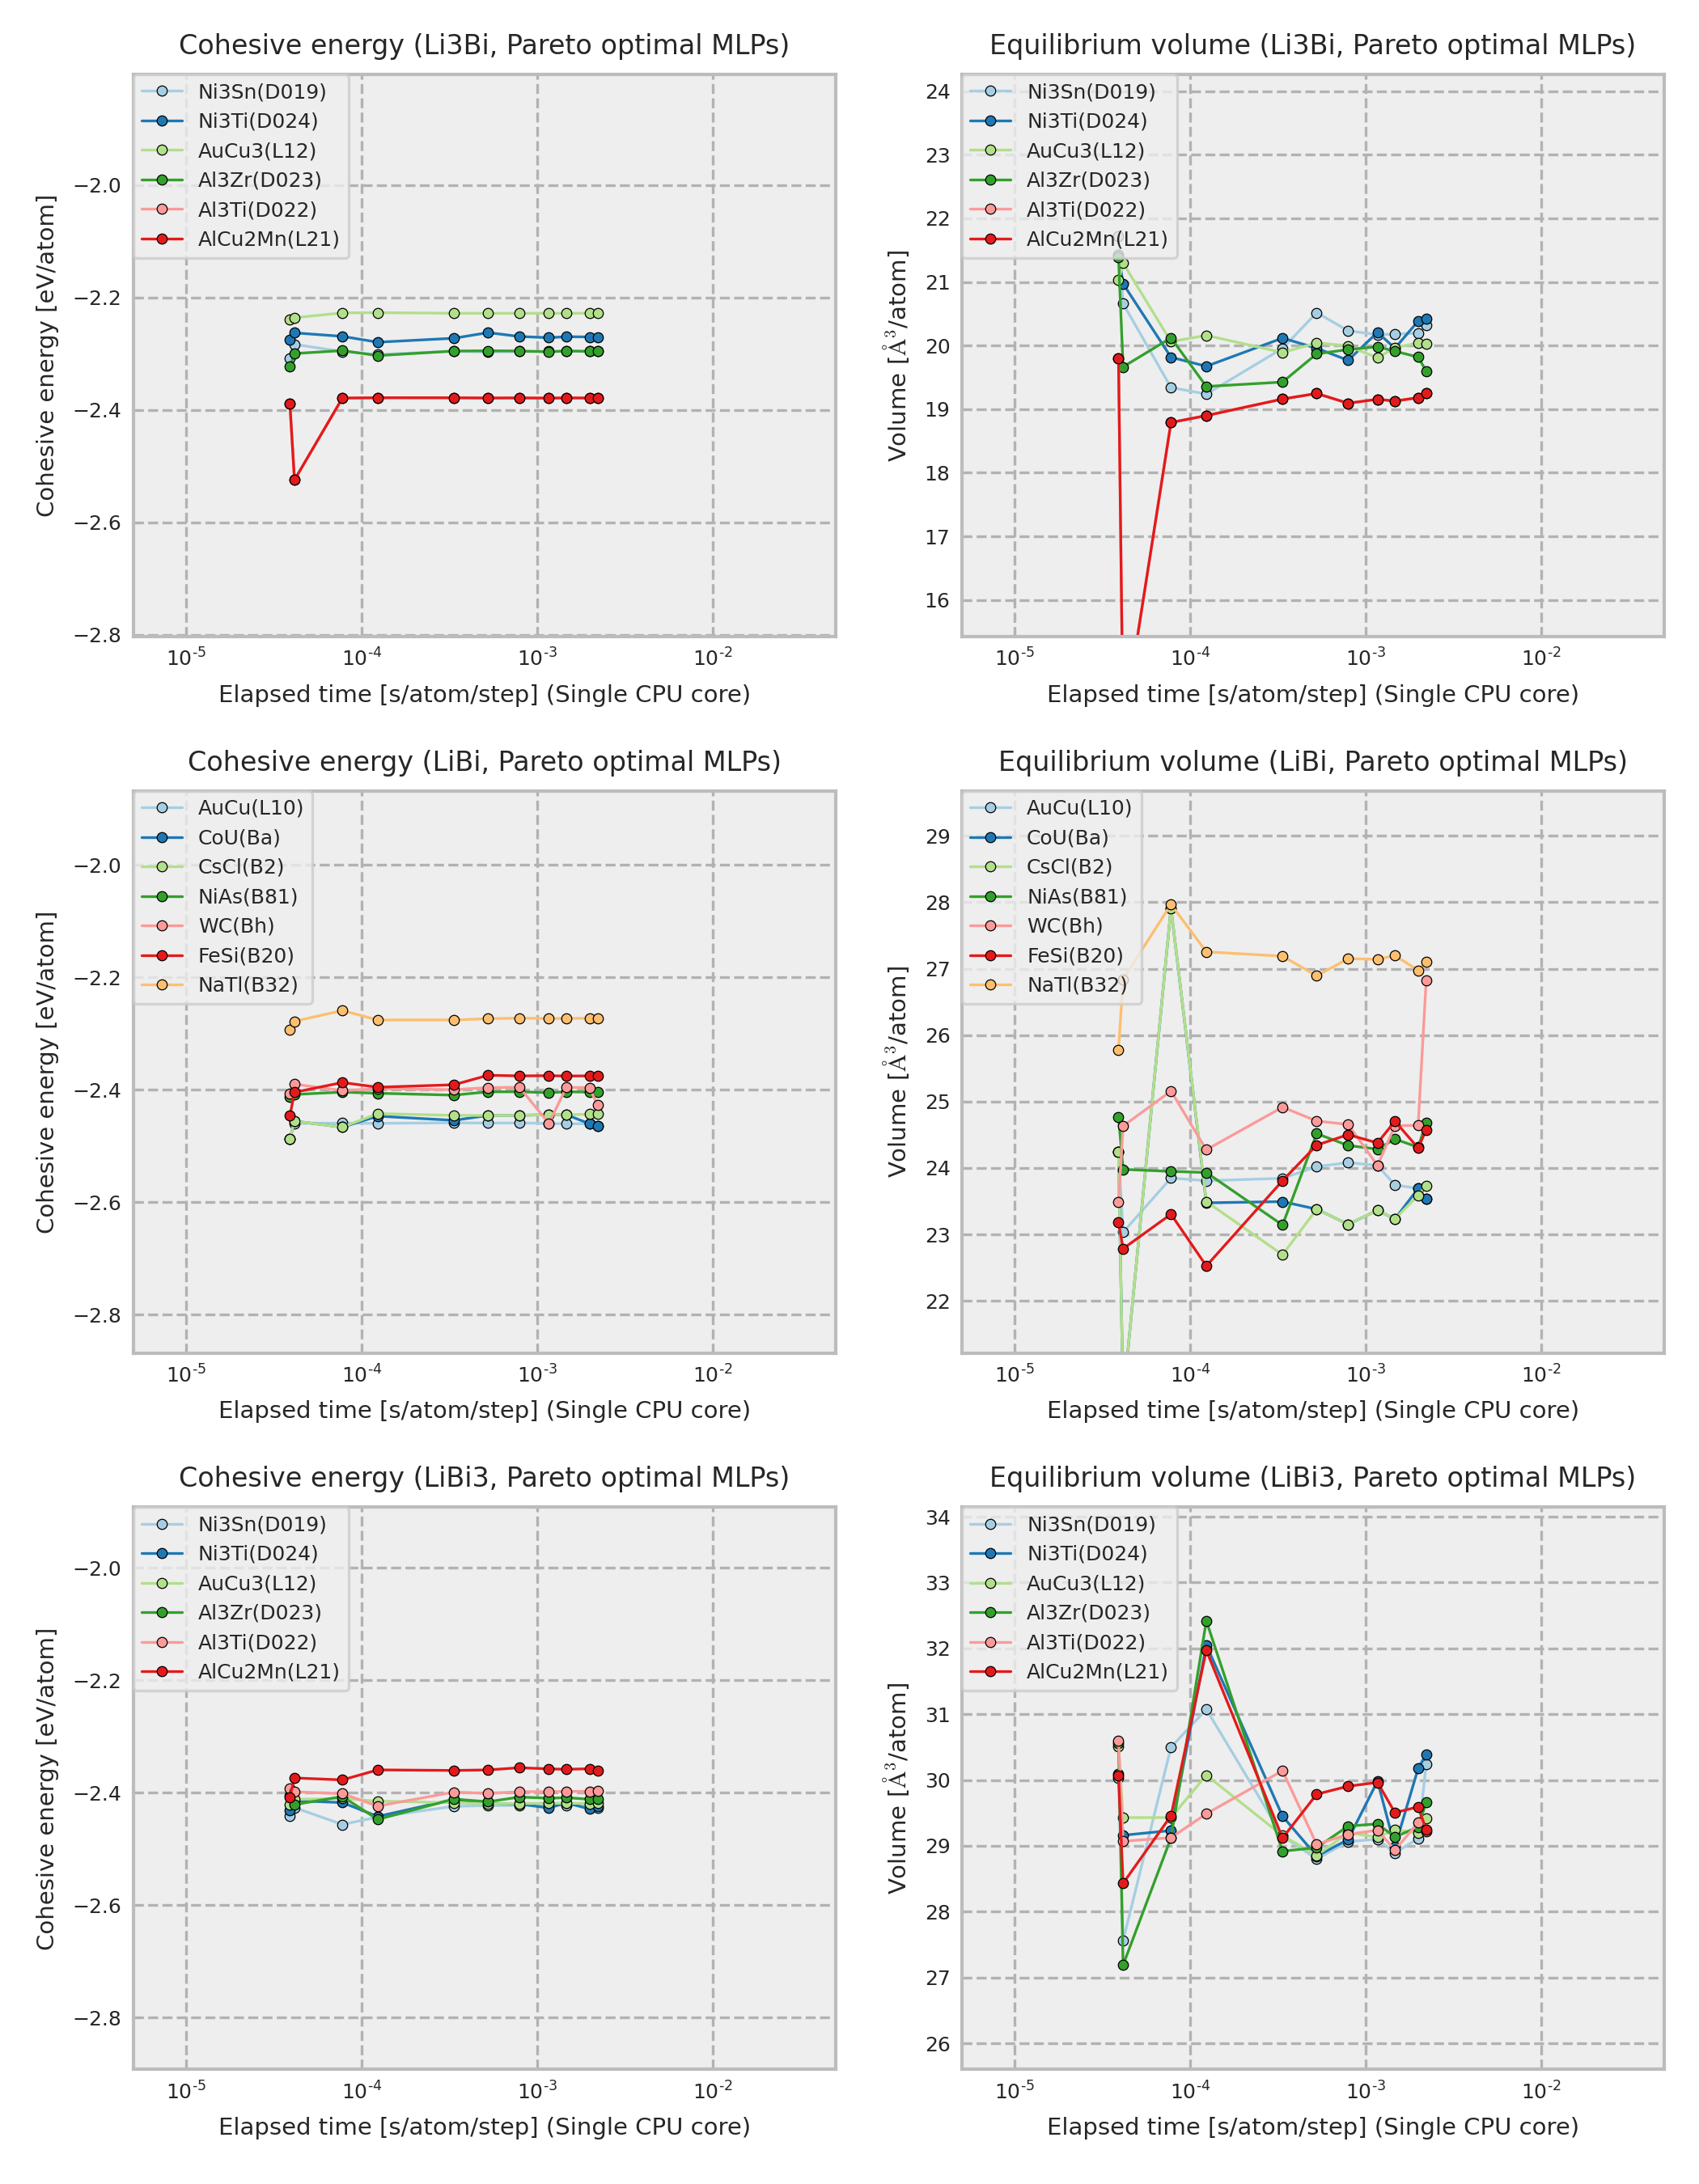 Cohesive energy (Li3Bi, Pareto optimal MLPs)
Ni3Sn(D019)
Ni3Ti(D024)
AuCu3(L12)
Al3Zr(D023)
Al3Ti(D022)
AlCu2Mn(L21)
Cohesive energy [eV/atom]
−2.0
−2.2
−2.4
−2.6
−2.8
10-5
10-4
10-3
10-2
Elapsed time [s/atom/step] (Single CPU core)
Equilibrium volume (Li3Bi, Pareto optimal MLPs)
Ni3Sn(D019)
Ni3Ti(D024)
AuCu3(L12)
Al3Zr(D023)
Al3Ti(D022)
AlCu2Mn(L21)
Volume [Å3/atom]
24
23
22
21
20
19
18
17
16
10-5
10-4
10-3
10-2
Elapsed time [s/atom/step] (Single CPU core)
Cohesive energy (LiBi, Pareto optimal MLPs)
AuCu(L10)
CoU(Ba)
CsCl(B2)
NiAs(B81)
WC(Bh)
FeSi(B20)
NaTl(B32)
Cohesive energy [eV/atom]
−2.0
−2.2
−2.4
−2.6
−2.8
10-5
10-4
10-3
10-2
Elapsed time [s/atom/step] (Single CPU core)
Equilibrium volume (LiBi, Pareto optimal MLPs)
AuCu(L10)
CoU(Ba)
CsCl(B2)
NiAs(B81)
WC(Bh)
FeSi(B20)
NaTl(B32)
Volume [Å3/atom]
29
28
27
26
25
24
23
22
10-5
10-4
10-3
10-2
Elapsed time [s/atom/step] (Single CPU core)
Cohesive energy (LiBi3, Pareto optimal MLPs)
Ni3Sn(D019)
Ni3Ti(D024)
AuCu3(L12)
Al3Zr(D023)
Al3Ti(D022)
AlCu2Mn(L21)
Cohesive energy [eV/atom]
−2.0
−2.2
−2.4
−2.6
−2.8
10-5
10-4
10-3
10-2
Elapsed time [s/atom/step] (Single CPU core)
Equilibrium volume (LiBi3, Pareto optimal MLPs)
Ni3Sn(D019)
Ni3Ti(D024)
AuCu3(L12)
Al3Zr(D023)
Al3Ti(D022)
AlCu2Mn(L21)
Volume [Å3/atom]
34
33
32
31
30
29
28
27
26
10-5
10-4
10-3
10-2
Elapsed time [s/atom/step] (Single CPU core)